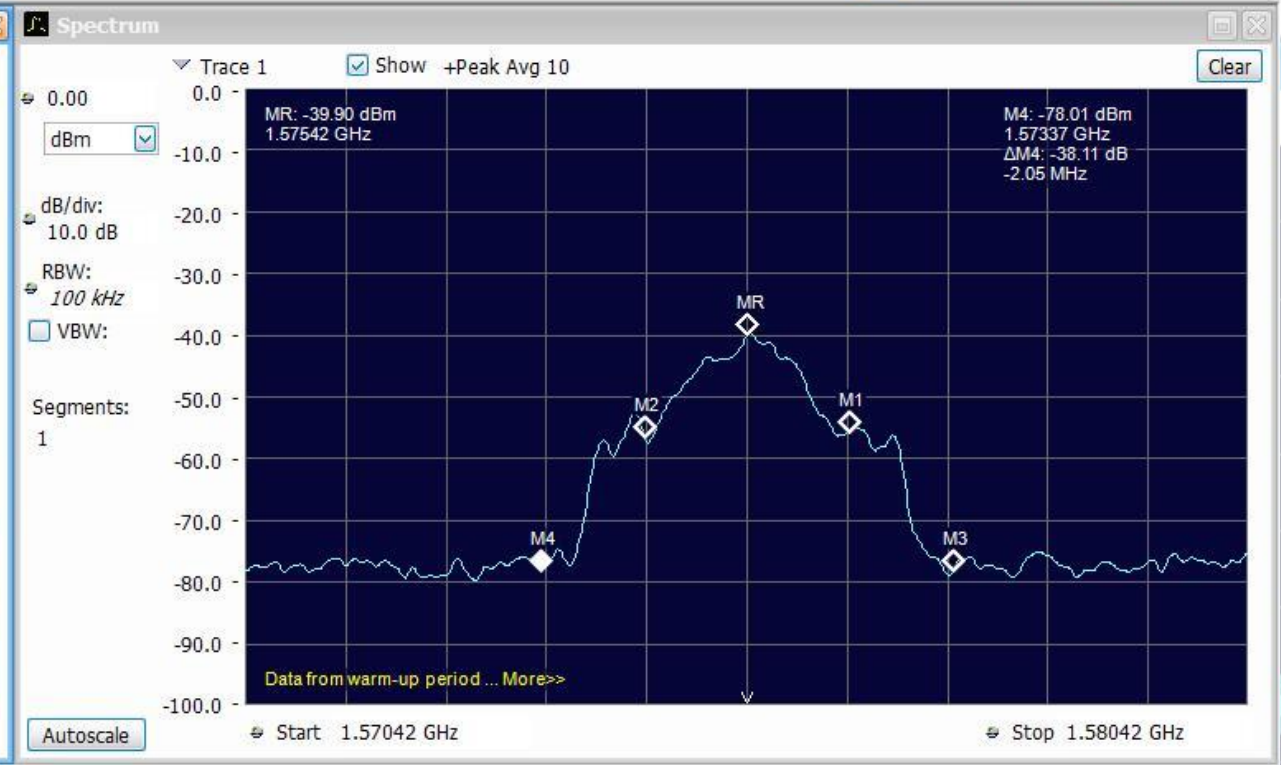 Spectrum
Trace 1 Show +Peak Avg 10 Clear
0.00
dBm
dB/div:
10.0 dB
RBW:
100 kHz
VBW:
Segments:
1
Autoscale
0.0
-10.0
-20.0
-30.0
-40.0
-50.0
-60.0
-70.0
-80.0
-90.0
-100.0
MR: -39.90 dBm
1.57542 GHz
M4: -78.01 dBm
1.57337 GHz
ΔM4: -38.11 dB
-2.05 MHz
MR
M2
M1
M4
M3
Data from warm-up period ... More>>
Start 1.57042 GHz
Stop 1.58042 GHz